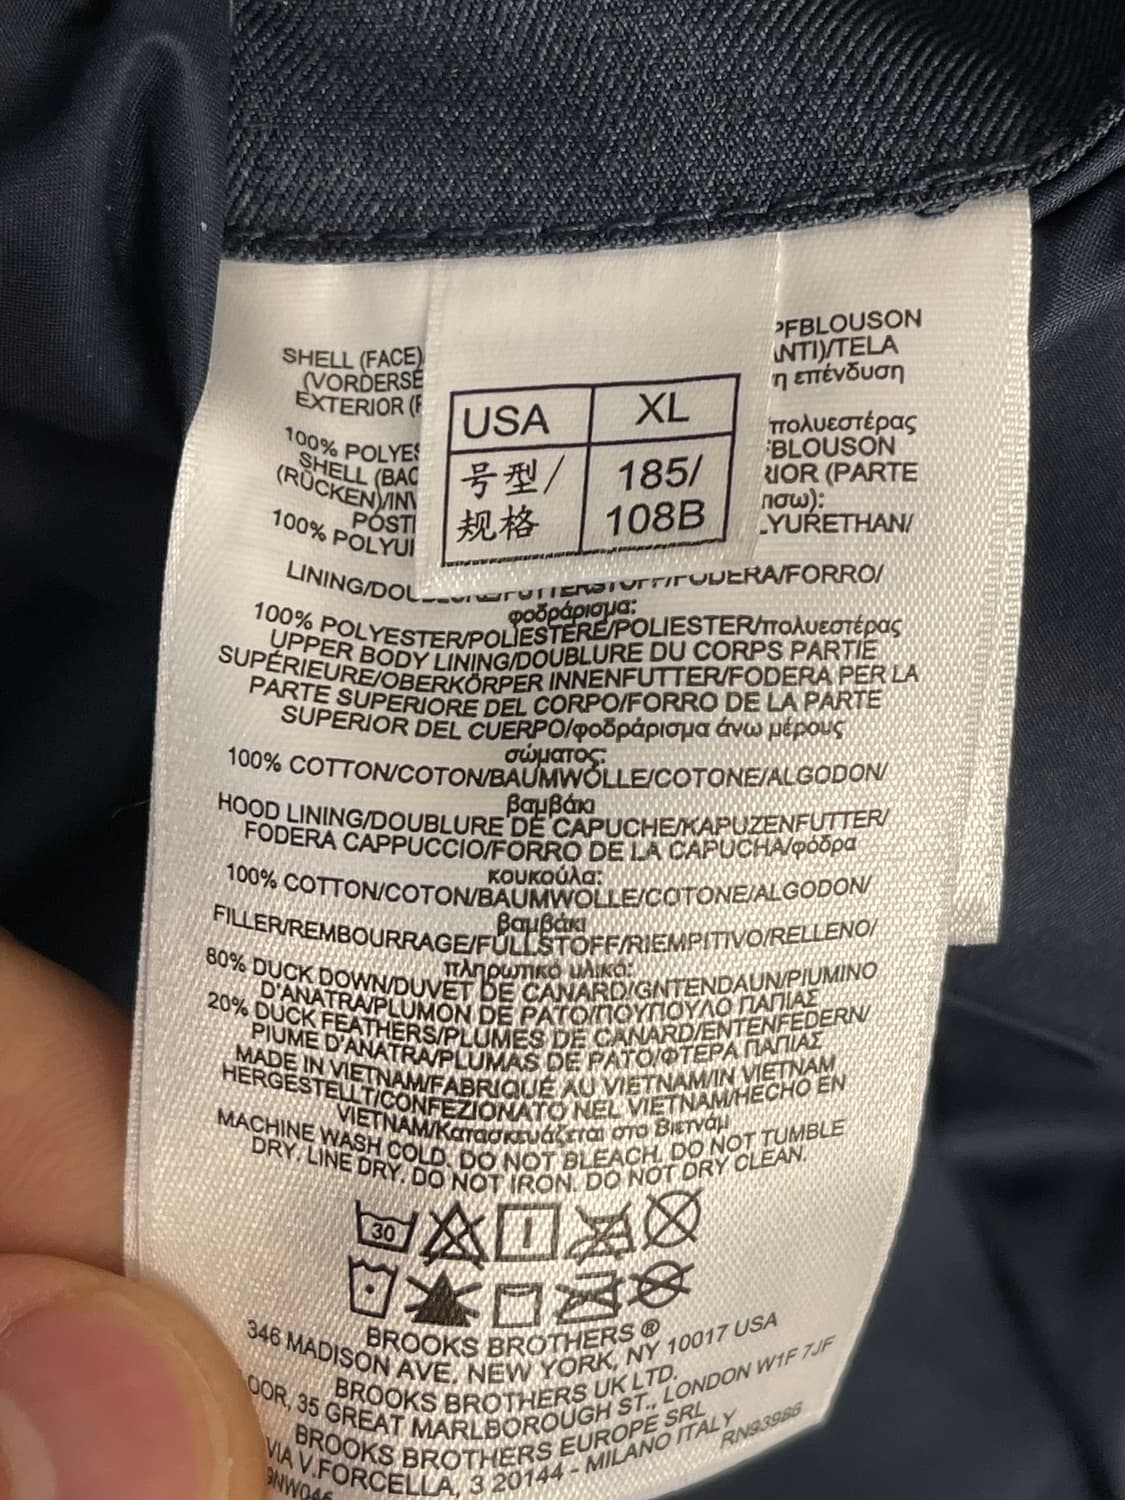 USA XL
号型/ 185/
规格 108B
SHELL (FACE) PFBLOUSON
(VORDERSE ANTI)/TELA
EXTERIOR (F η επένδυση
100% POLYES πολυεστέρας
SHELL (BAC FBLOUSON
(RÜCKEN)/INV RIOR (PARTE
POSTI πίσω):
100% POLYUI LYURETHAN/
LINING/DOU FUTTERSTOFF/FODERA/FORRO/
φοδράρισμα:
100% POLYESTER/POLIESTERE/POLIESTER/πολυεστέρας
UPPER BODY LINING/DOUBLURE DU CORPS PARTIE
SUPÉRIEURE/OBERKÖRPER INNENFUTTER/FODERA PER LA
PARTE SUPERIORE DEL CORPO/FORRO DE LA PARTE
SUPERIOR DEL CUERPO/φοδράρισμα άνω μέρους
σώματος:
100% COTTON/COTON/BAUMWOLLE/COTONE/ALGODON/
βαμβάκι
HOOD LINING/DOUBLURE DE CAPUCHE/KAPUZENFUTTER/
FODERA CAPPUCCIO/FORRO DE LA CAPUCHA/φόδρα
κουκούλα:
100% COTTON/COTON/BAUMWOLLE/COTONE/ALGODON/
βαμβάκι
FILLER/REMBOURRAGE/FÜLLSTOFF/RIEMPITIVO/RELLENO/
πληρωτικό υλικό:
80% DUCK DOWN/DUVET DE CANARD/GNTENDAUN/PIUMINO
D'ANATRA/PLUMON DE PATO/ΠΟΥΠΟΥΛΟ ΠΑΠΙΑΣ
20% DUCK FEATHERS/PLUMES DE CANARD/ENTENFEDERN/
PIUME D'ANATRA/PLUMAS DE PATO/ΦΤΕΡΑ ΠΑΠΙΑΣ
MADE IN VIETNAM/FABRIQUÉ AU VIETNAM/IN VIETNAM
HERGESTELLT/CONFEZIONATO NEL VIETNAM/HECHO EN
VIETNAM/Κατασκευάζεται στο Βιετνάμ
MACHINE WASH COLD. DO NOT BLEACH. DO NOT TUMBLE
DRY. LINE DRY. DO NOT IRON. DO NOT DRY CLEAN.
30
BROOKS BROTHERS ®
346 MADISON AVE. NEW YORK, NY 10017 USA
BROOKS BROTHERS UK LTD.
OOR, 35 GREAT MARLBOROUGH ST., LONDON W1F 7JF
BROOKS BROTHERS EUROPE SRL
VIA V.FORCELLA, 3 20144 - MILANO ITALY
RN93986